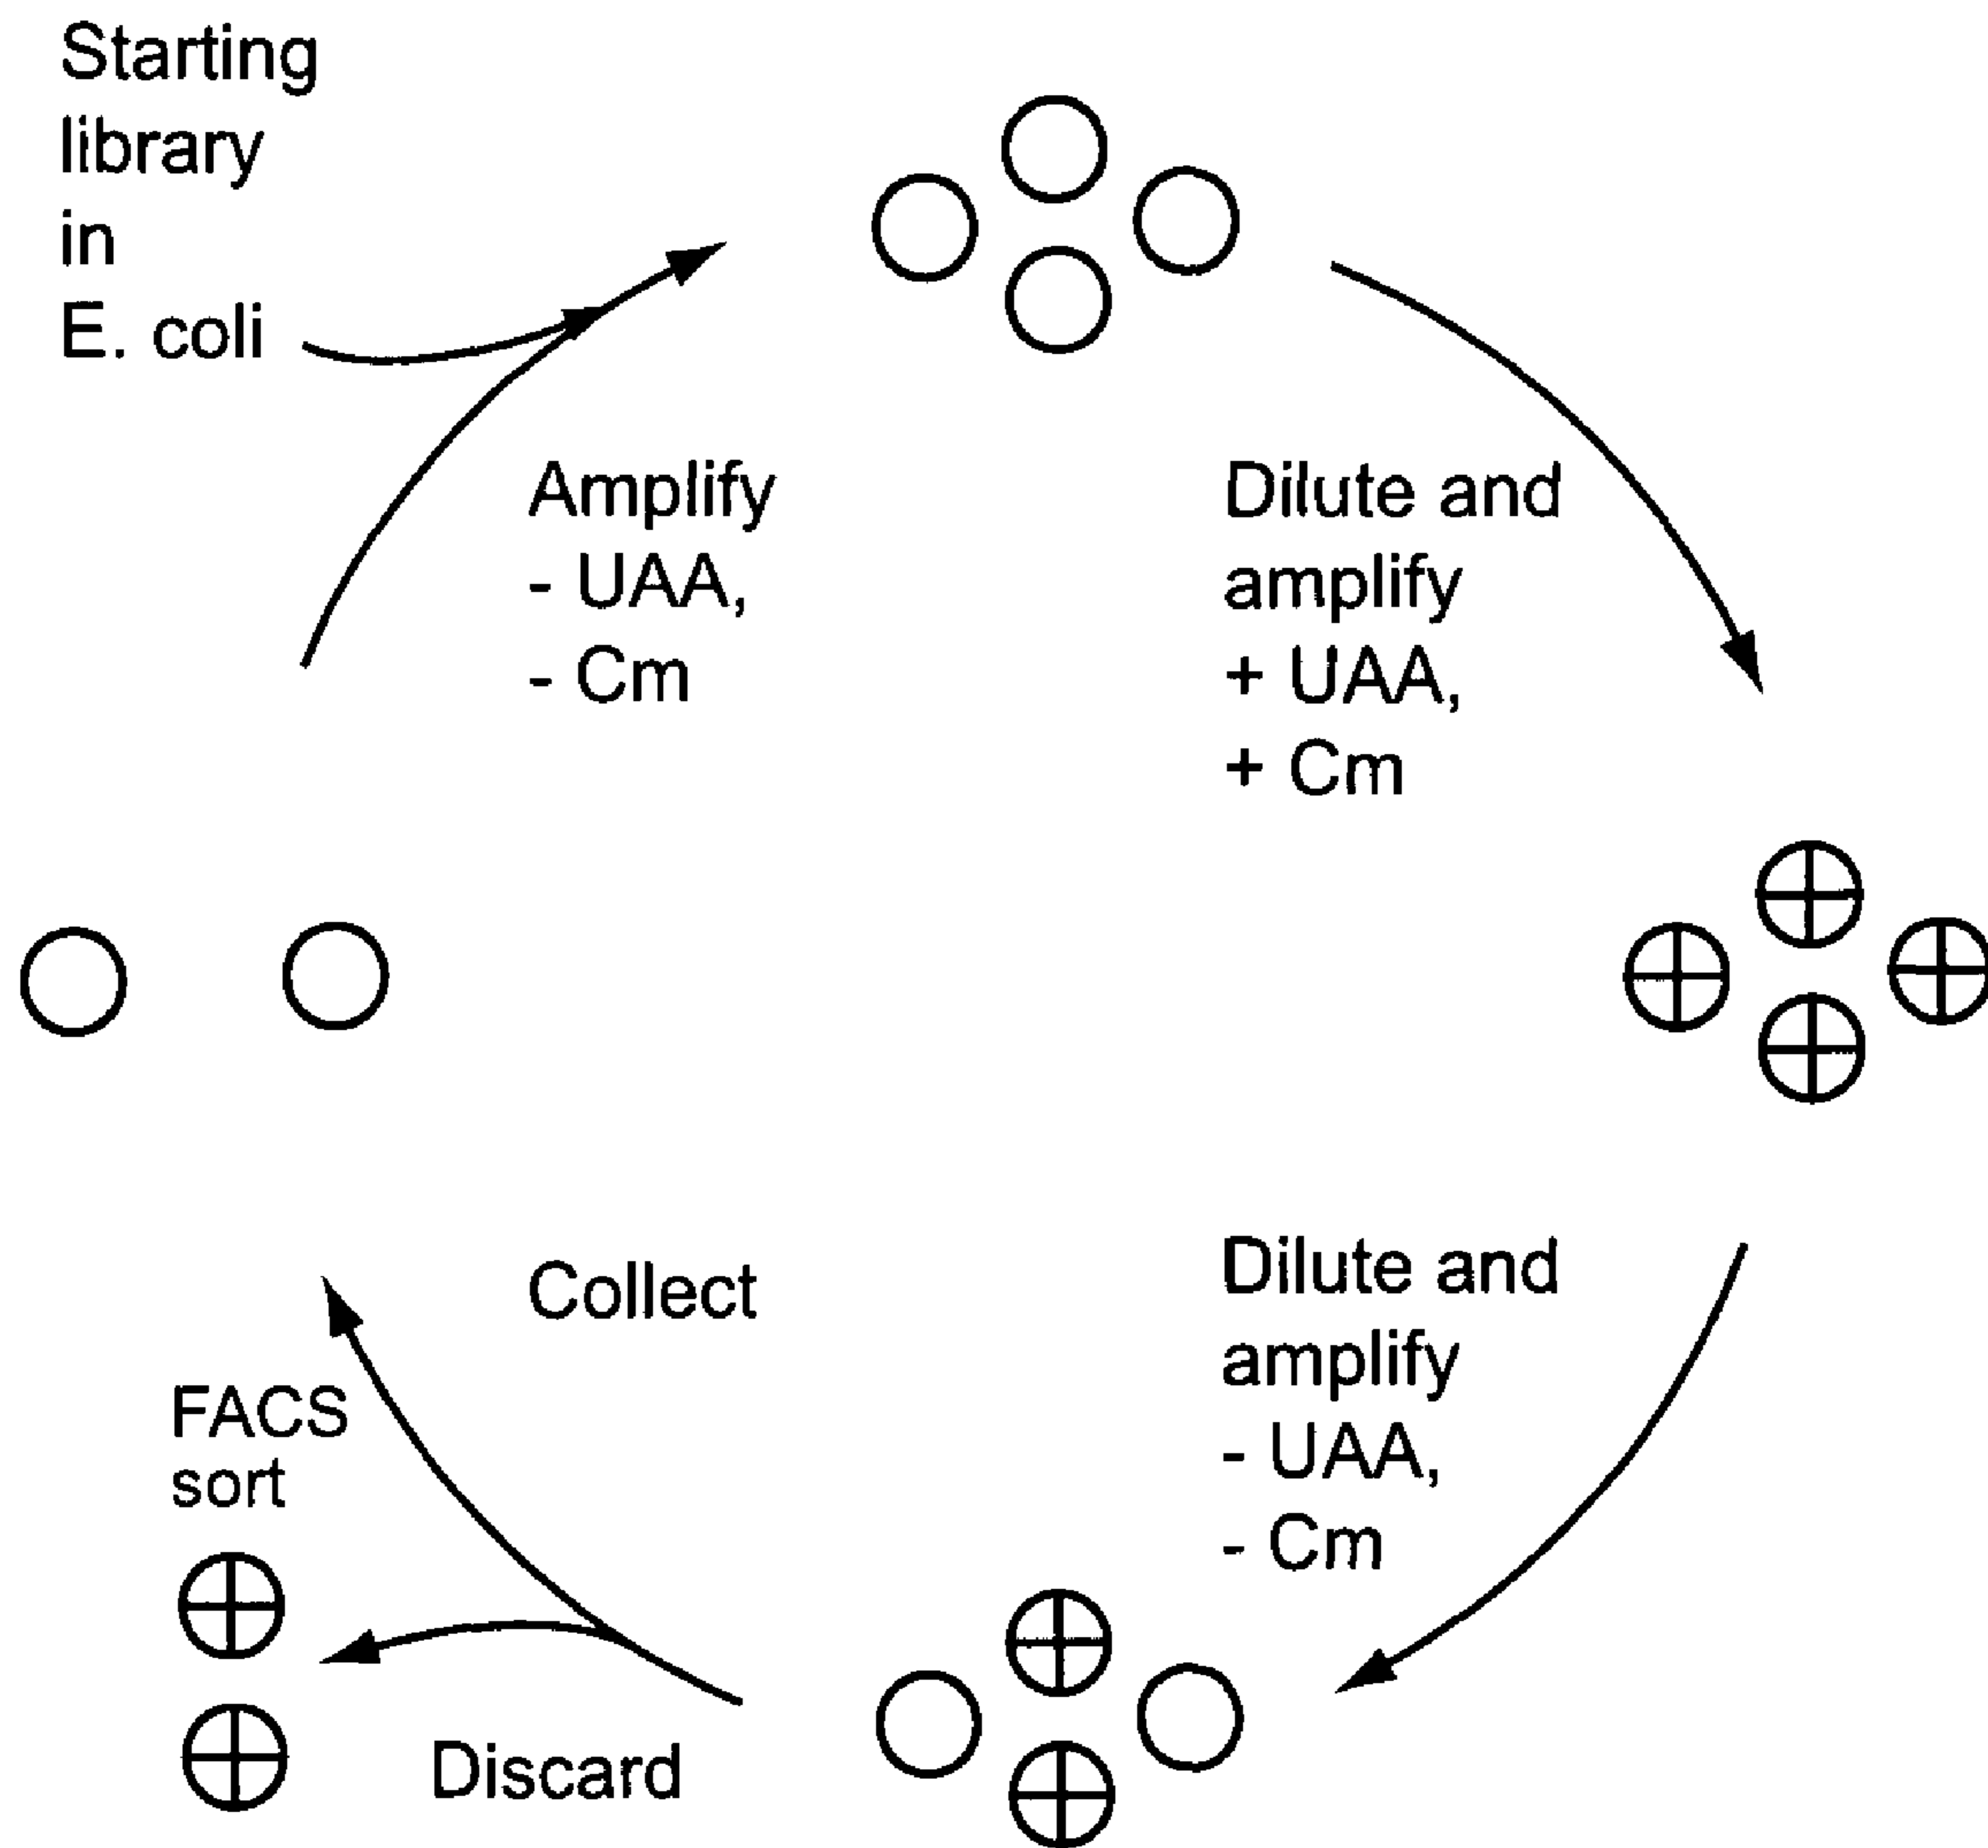 Starting
library
in
E. coli
Amplify
- UAA,
- Cm
Dilute and
amplify
+ UAA,
+ Cm
Dilute and
amplify
- UAA,
- Cm
Collect
FACS
sort
Discard